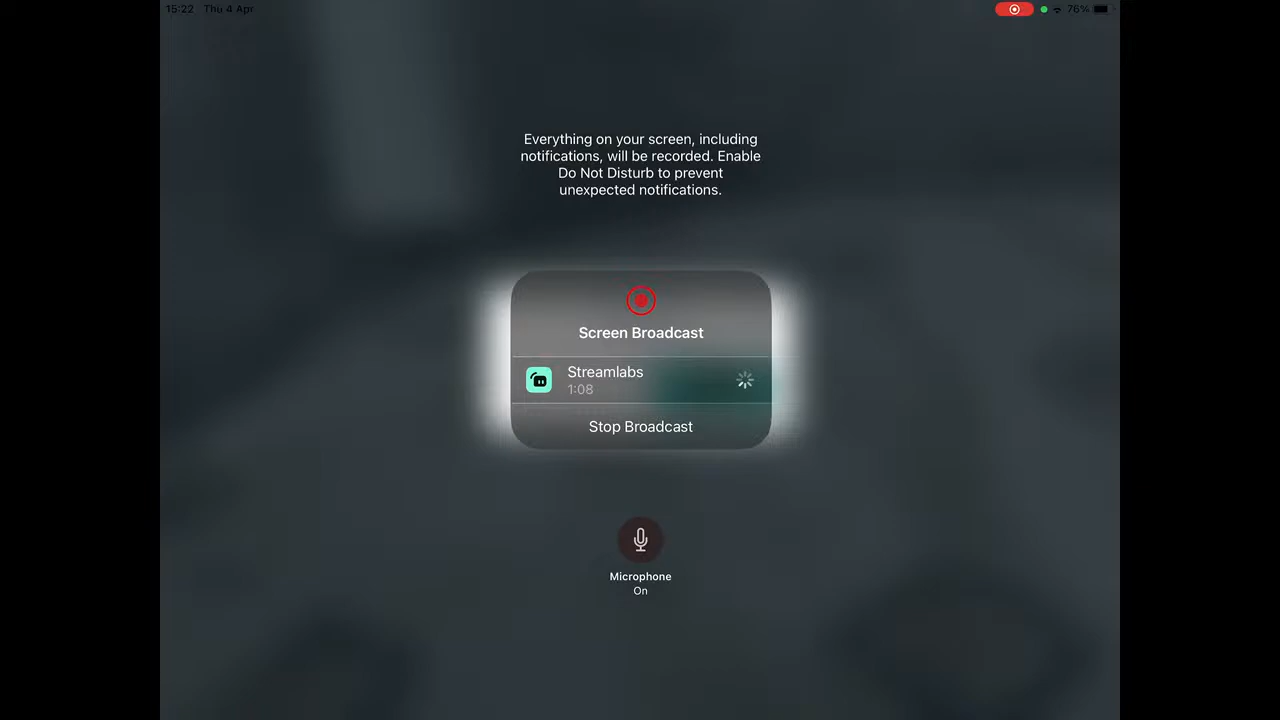 15:22 Thu 4 Apr 76%
Everything on your screen, including
notifications, will be recorded. Enable
Do Not Disturb to prevent
unexpected notifications.
Screen Broadcast
Streamlabs
1:08
Stop Broadcast
Microphone
On